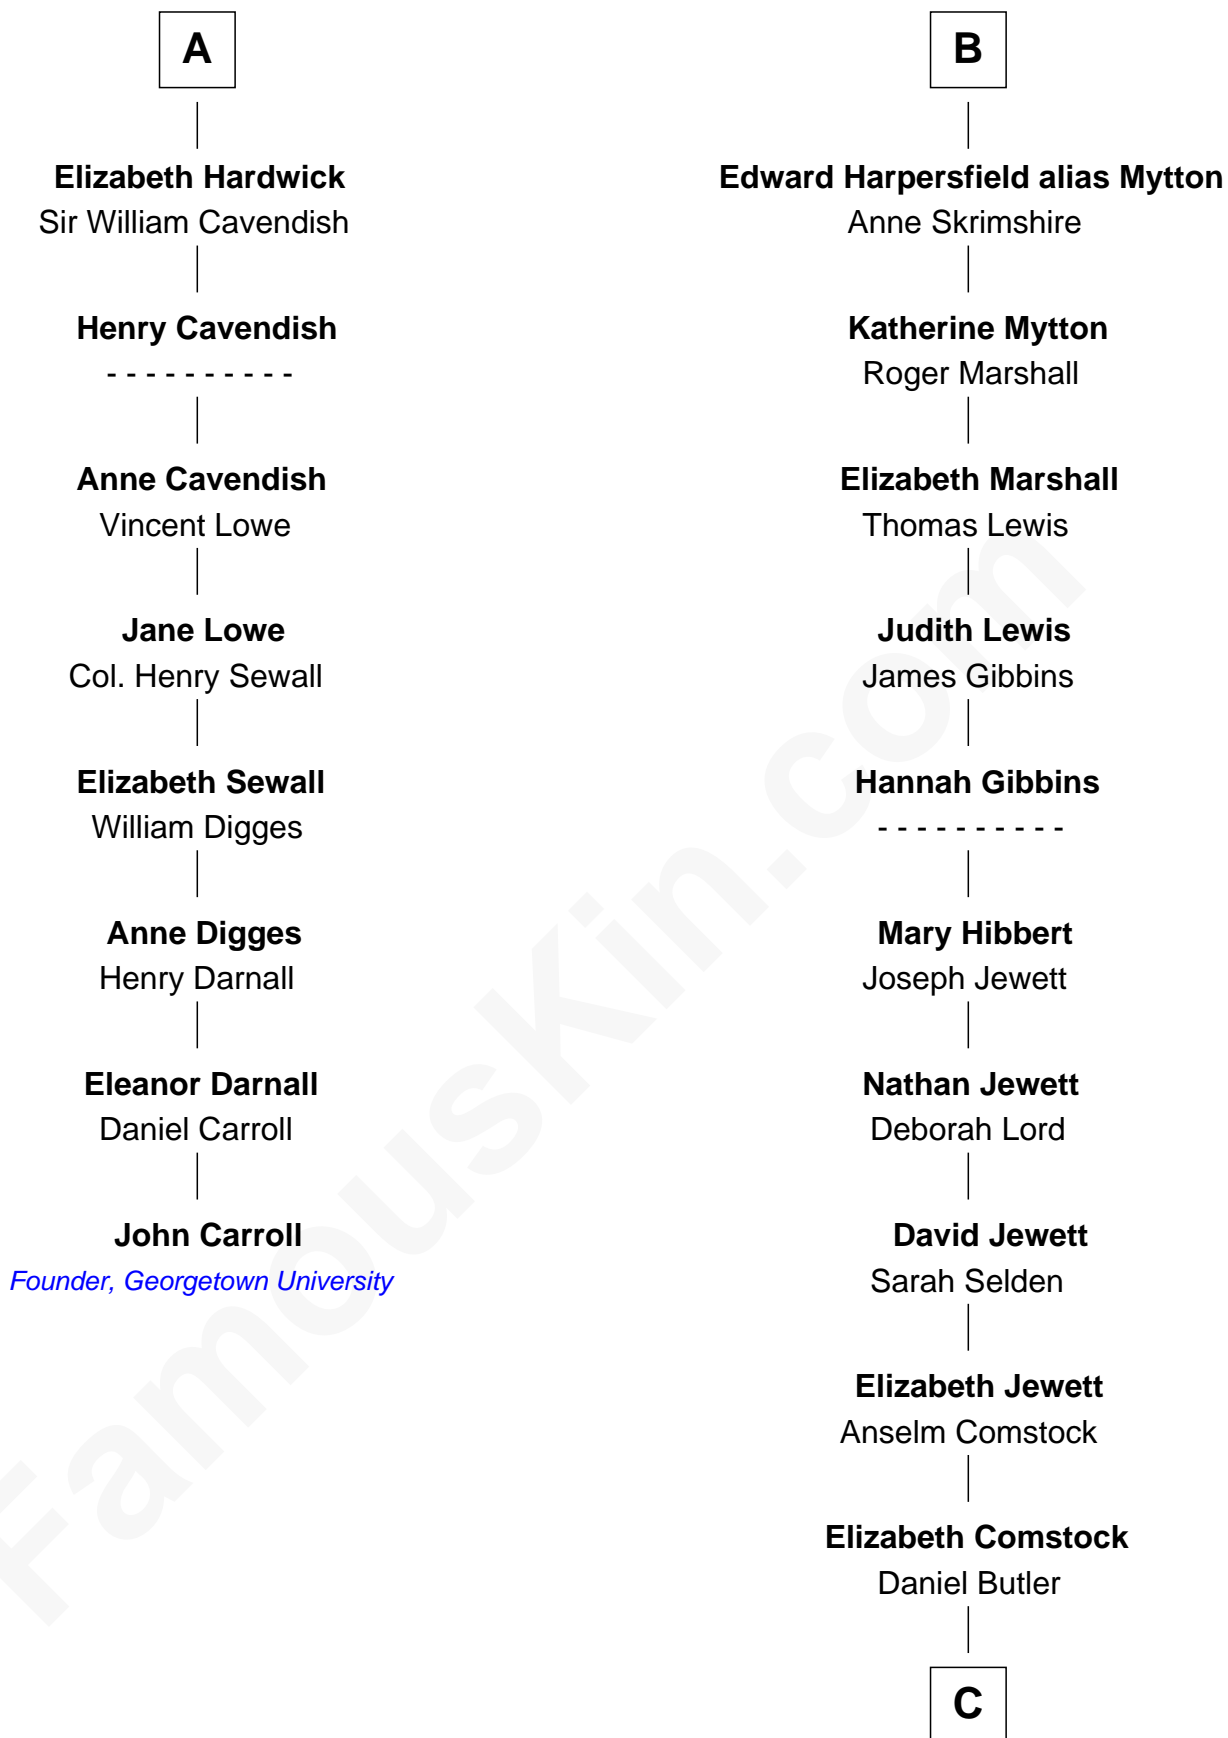 A
Elizabeth Hardwick
Sir William Cavendish
Henry Cavendish
- - - - - - - - - -
Anne Cavendish
Vincent Lowe
Jane Lowe
Col. Henry Sewall
Elizabeth Sewall
William Digges
Anne Digges
Henry Darnall
Eleanor Darnall
Daniel Carroll
John Carroll
Founder, Georgetown University
B
Edward Harpersfield alias Mytton
Anne Skrimshire
Katherine Mytton
Roger Marshall
Elizabeth Marshall
Thomas Lewis
Judith Lewis
James Gibbins
Hannah Gibbins
- - - - - - - - - -
Mary Hibbert
Joseph Jewett
Nathan Jewett
Deborah Lord
David Jewett
Sarah Selden
Elizabeth Jewett
Anselm Comstock
Elizabeth Comstock
Daniel Butler
C
FamousKin.com